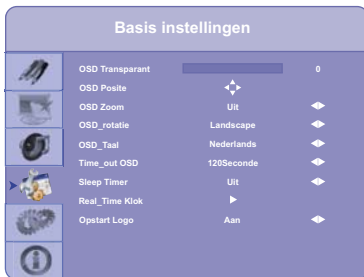 Basis instellingen
OSD Transparant 0
OSD Posite
OSD Zoom Uit
OSD_rotatie Landscape
OSD_Taal Nederlands
Time_out OSD 120Seconde
Sleep Timer Uit
Real_Time Klok
Opstart Logo Aan